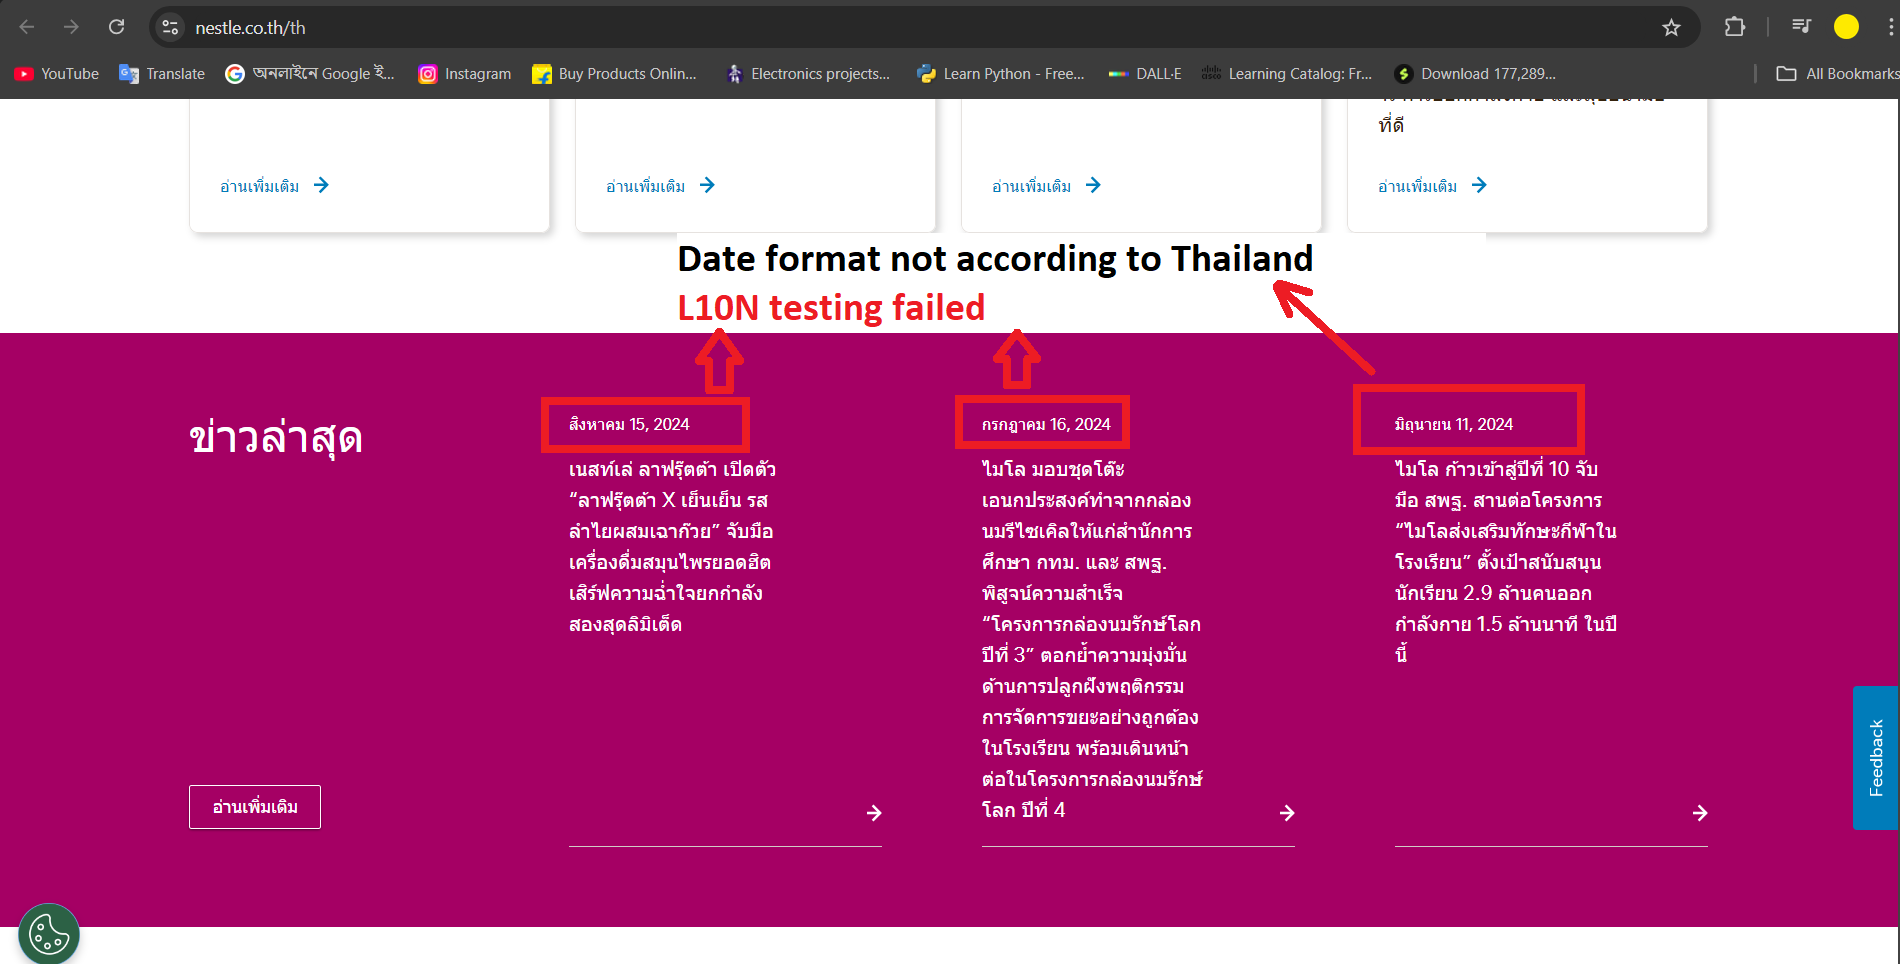 nestle.co.th/th
YouTube
Translate
অনলাইনে Google ই...
Instagram
Buy Products Onlin...
Electronics projects...
Learn Python - Free...
DALL·E
Learning Catalog: Fr...
Download 177,289...
All Bookmarks
ที่ดี
อ่านเพิ่มเติม
อ่านเพิ่มเติม
อ่านเพิ่มเติม
อ่านเพิ่มเติม
Date format not according to Thailand
L10N testing failed
ข่าวล่าสุด
อ่านเพิ่มเติม
สิงหาคม 15, 2024
เนสท์เล่ ลาฟรุ๊ตต้า เปิดตัว
“ลาฟรุ๊ตต้า X เย็นเย็น รส
ลำไยผสมเฉาก๊วย” จับมือ
เครื่องดื่มสมุนไพรยอดฮิต
เสิร์ฟความฉ่ำใจยกกำลัง
สองสุดลิมิเต็ด
กรกฎาคม 16, 2024
ไมโล มอบชุดโต๊ะ
เอนกประสงค์ทำจากกล่อง
นมรีไซเคิลให้แก่สำนักการ
ศึกษา กทม. และ สพฐ.
พิสูจน์ความสำเร็จ
“โครงการกล่องนมรักษ์โลก
ปีที่ 3” ตอกย้ำความมุ่งมั่น
ด้านการปลูกฝังพฤติกรรม
การจัดการขยะอย่างถูกต้อง
ในโรงเรียน พร้อมเดินหน้า
ต่อในโครงการกล่องนมรักษ์
โลก ปีที่ 4
มิถุนายน 11, 2024
ไมโล ก้าวเข้าสู่ปีที่ 10 จับ
มือ สพฐ. สานต่อโครงการ
“ไมโลส่งเสริมทักษะกีฬาใน
โรงเรียน” ตั้งเป้าสนับสนุน
นักเรียน 2.9 ล้านคนออก
กำลังกาย 1.5 ล้านนาที ในปี
นี้
Feedback